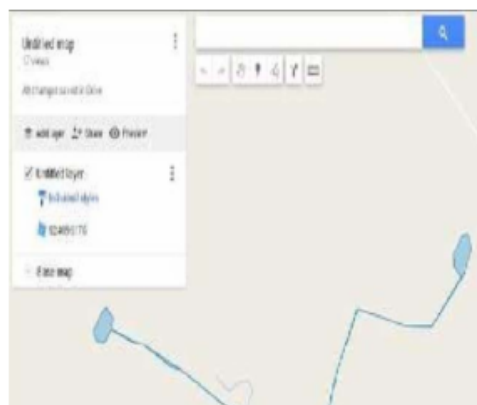 Untitled map
All changes saved in Drive
Add layer Share Preview
Untitled layer
Individual styles
Base map